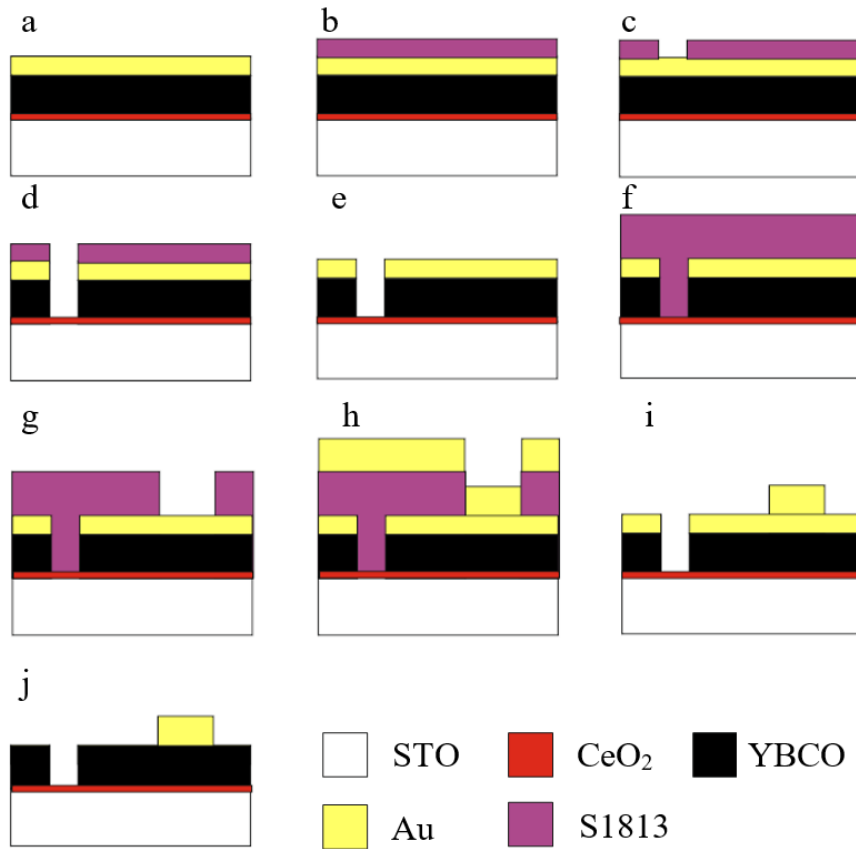 a b c
d e f
g h i
j
STO CeO₂ YBCO
Au S1813